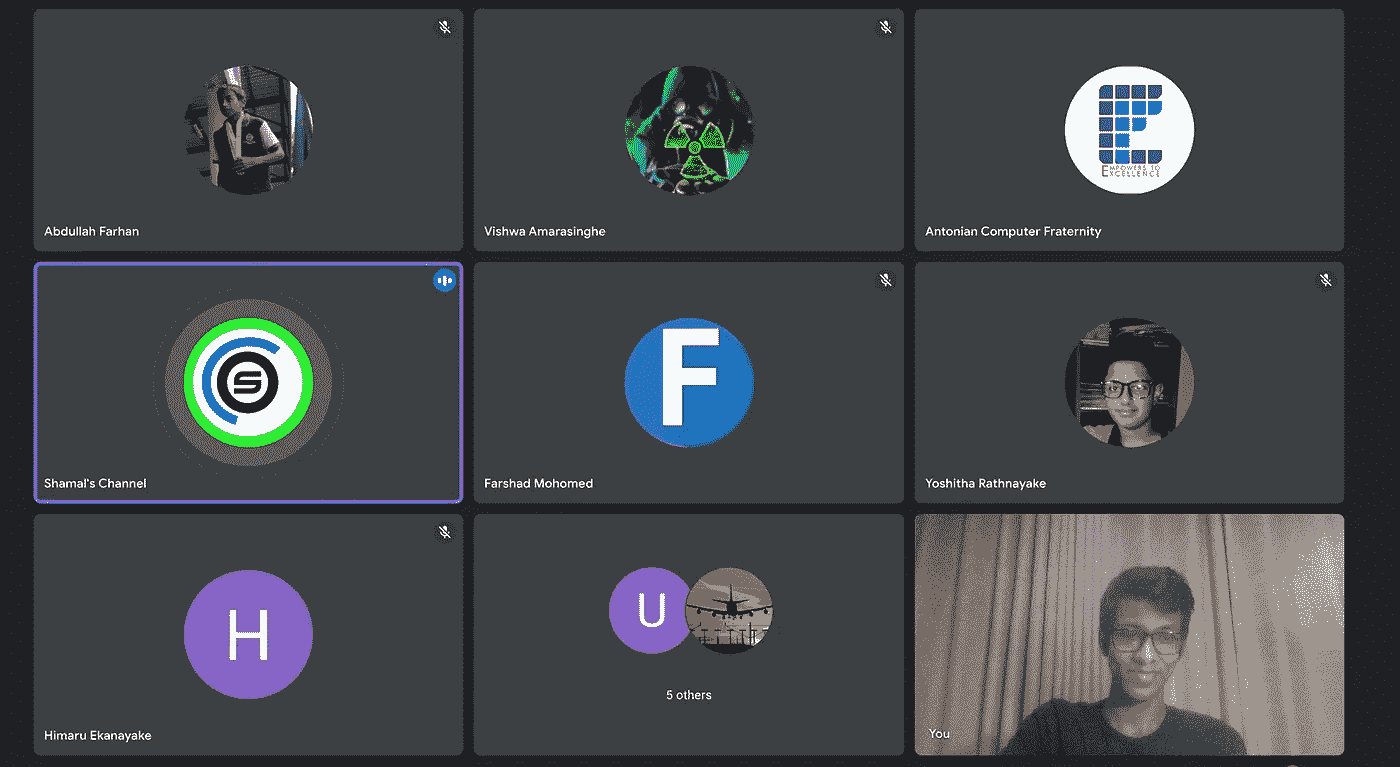 Abdullah Farhan
Vishwa Amarasinghe
E
EMPOWERS TO
EXCELLENCE
Antonian Computer Fraternity
S
Shamal's Channel
F
Farshad Mohomed
Yoshitha Rathnayake
H
Himaru Ekanayake
U
5 others
You